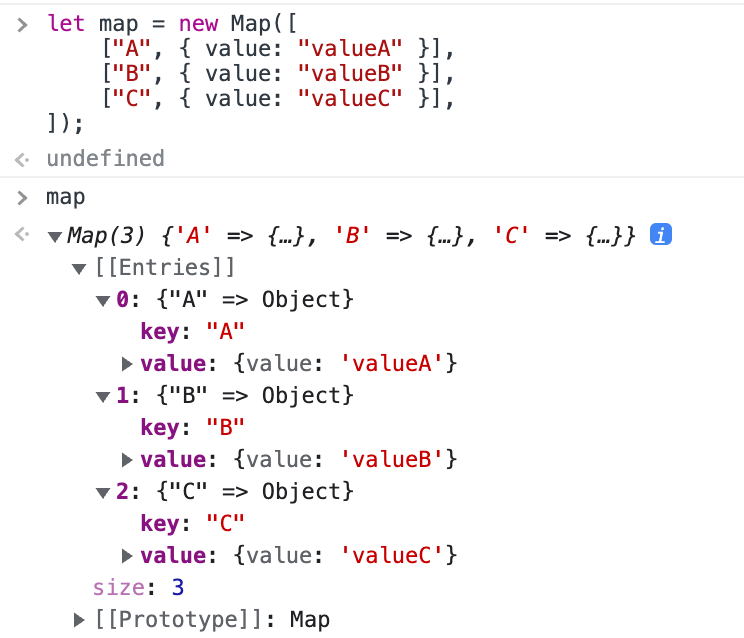 > let map = new Map([
["A", { value: "valueA" }],
["B", { value: "valueB" }],
["C", { value: "valueC" }],
]);
undefined
> map
Map(3) {'A' => {…}, 'B' => {…}, 'C' => {…}} i
[[Entries]]
0: {"A" => Object}
key: "A"
value: {value: 'valueA'}
1: {"B" => Object}
key: "B"
value: {value: 'valueB'}
2: {"C" => Object}
key: "C"
value: {value: 'valueC'}
size: 3
[[Prototype]]: Map